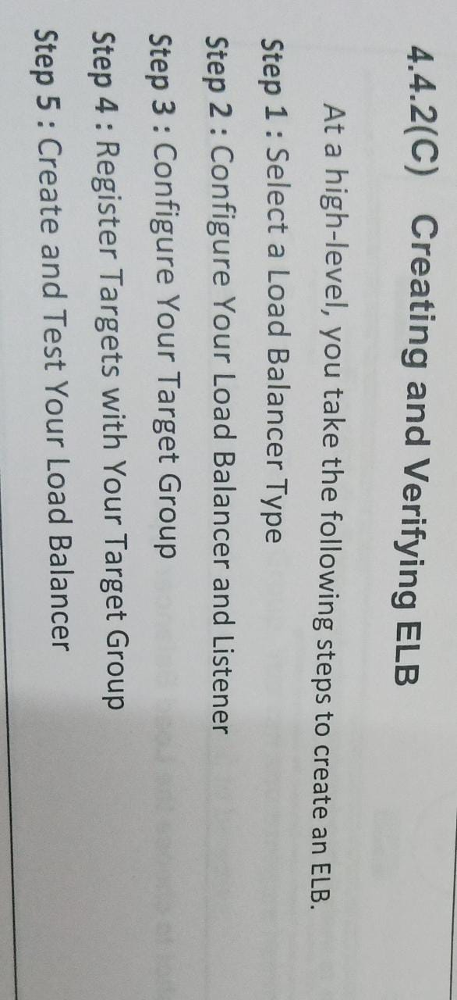 4.4.2(C) Creating and Verifying ELB
At a high-level, you take the following steps to create an ELB.
Step 1 : Select a Load Balancer Type
Step 2 : Configure Your Load Balancer and Listener
Step 3 : Configure Your Target Group
Step 4 : Register Targets with Your Target Group
Step 5 : Create and Test Your Load Balancer